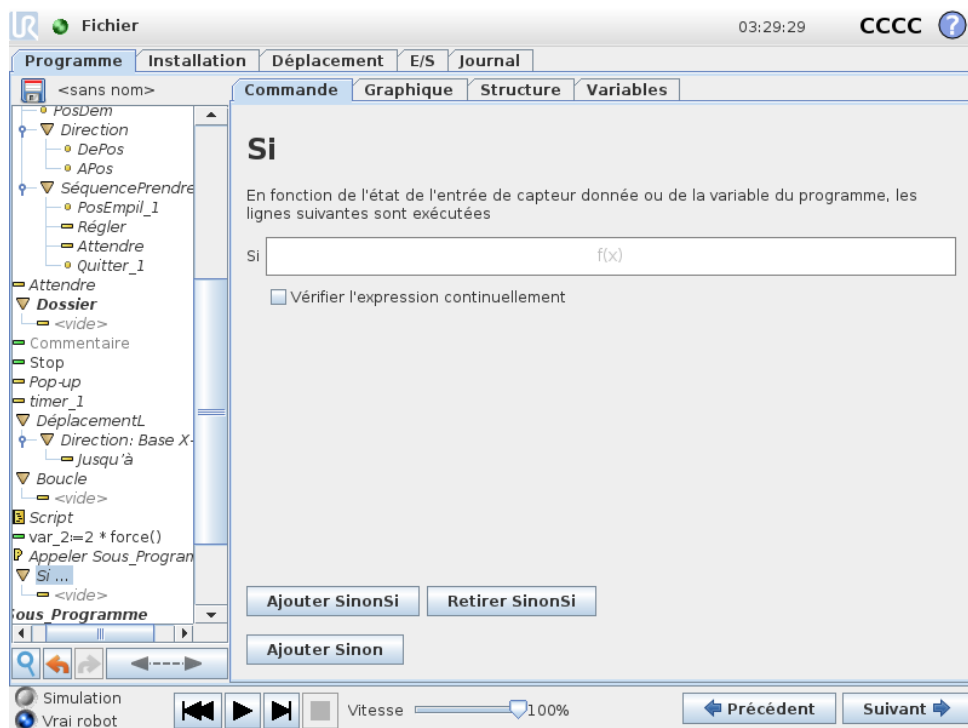 UR Fichier 03:29:29 CCCC ?
Programme Installation Déplacement E/S Journal
<sans nom>
Commande Graphique Structure Variables
PosDem
Direction
DePos
APos
SéquencePrendre
PosEmpil_1
Régler
Attendre
Quitter_1
Attendre
Dossier
<vide>
Commentaire
Stop
Pop-up
timer_1
DéplacementL
Direction: Base X-
Jusqu'à
Boucle
<vide>
Script
var_2:=2 * force()
Appeler Sous_Program
Si ...
<vide>
Sous_Programme
Si
En fonction de l'état de l'entrée de capteur donnée ou de la variable du programme, les
lignes suivantes sont exécutées
Si f(x)
Vérifier l'expression continuellement
Ajouter SinonSi Retirer SinonSi
Ajouter Sinon
Simulation
Vrai robot
Vitesse 100%
Précédent Suivant